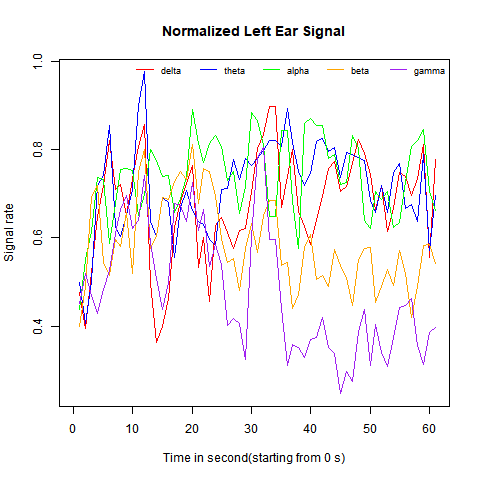 Normalized Left Ear Signal
delta theta alpha beta gamma
1.0
0.8
0.6
0.4
Signal rate
0 10 20 30 40 50 60
Time in second(starting from 0 s)